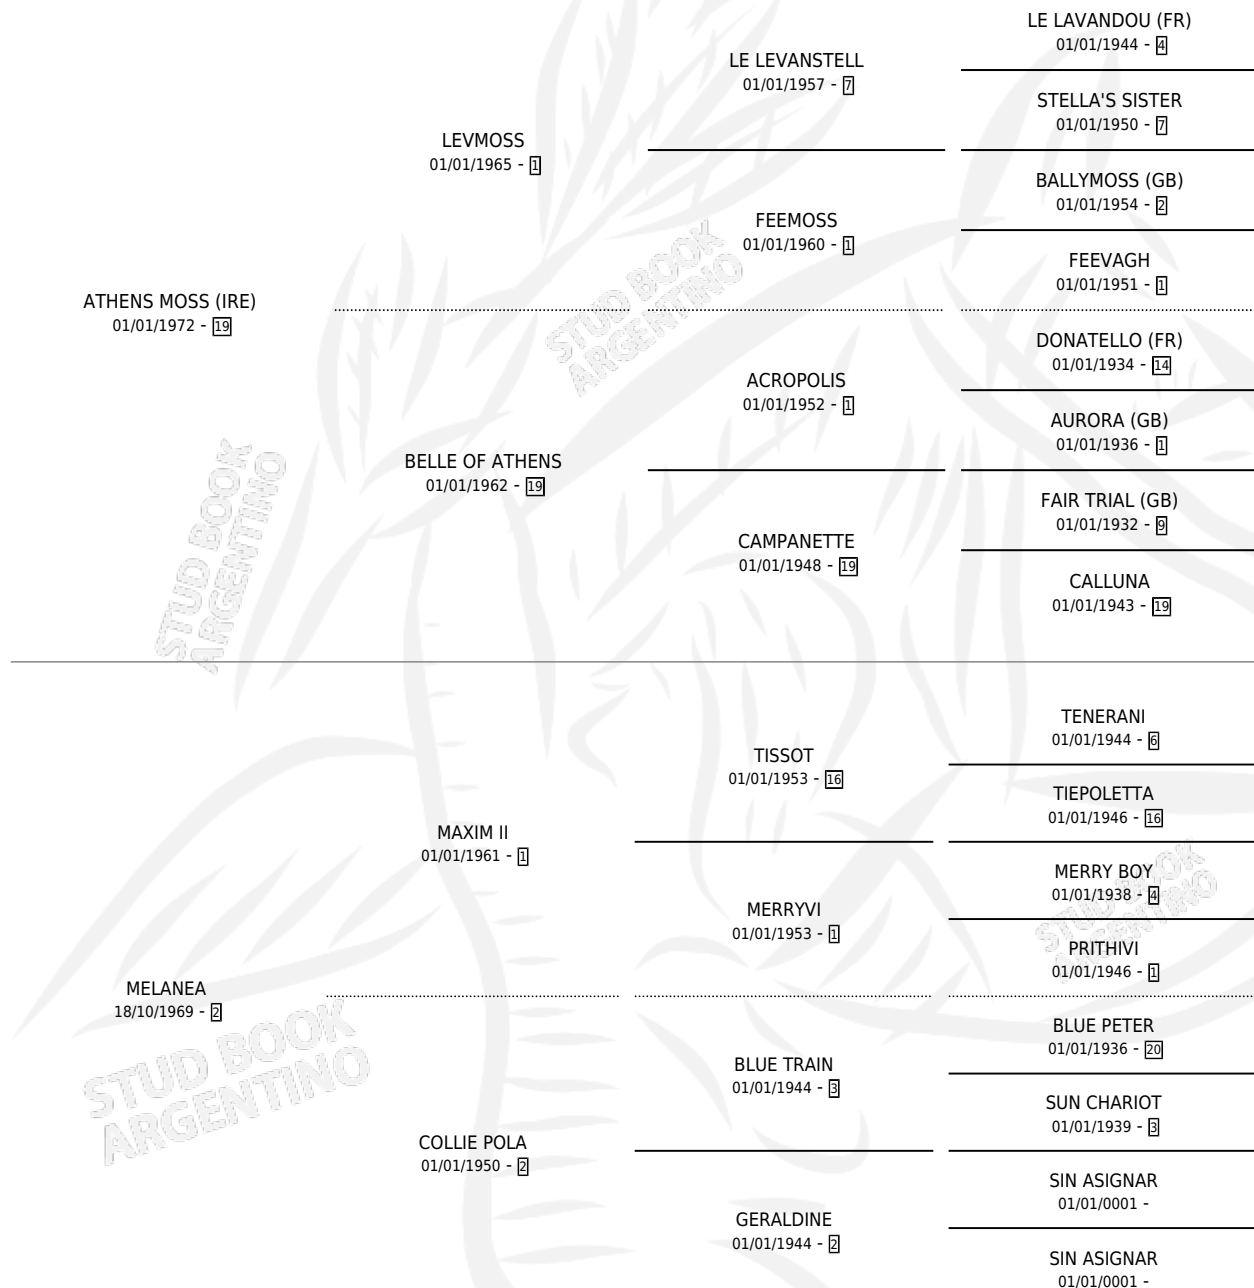 LE LAVANDOU (FR)
01/01/1944 - 4
LE LEVANSTELL
01/01/1957 - 7
STELLA'S SISTER
01/01/1950 - 7
LEVMOSS
01/01/1965 - 1
BALLYMOSS (GB)
01/01/1954 - 2
FEEMOSS
01/01/1960 - 1
FEEVAGH
01/01/1951 - 1
ATHENS MOSS (IRE)
01/01/1972 - 19
DONATELLO (FR)
01/01/1934 - 14
ACROPOLIS
01/01/1952 - 1
AURORA (GB)
01/01/1936 - 1
BELLE OF ATHENS
01/01/1962 - 19
FAIR TRIAL (GB)
01/01/1932 - 9
CAMPANETTE
01/01/1948 - 19
CALLUNA
01/01/1943 - 19
TENERANI
01/01/1944 - 6
TISSOT
01/01/1953 - 16
TIEPOLETTA
01/01/1946 - 16
MAXIM II
01/01/1961 - 1
MERRY BOY
01/01/1938 - 4
MERRYVI
01/01/1953 - 1
PRITHIVI
01/01/1946 - 1
MELANEA
18/10/1969 - 2
BLUE PETER
01/01/1936 - 20
BLUE TRAIN
01/01/1944 - 3
SUN CHARIOT
01/01/1939 - 3
COLLIE POLA
01/01/1950 - 2
SIN ASIGNAR
01/01/0001 -
GERALDINE
01/01/1944 - 2
SIN ASIGNAR
01/01/0001 -
STUD BOOK
ARGENTINO
STUD BOOK
ARGENTINO
STUD BOOK
ARGENTINO
STUD BOOK
ARGENTINO